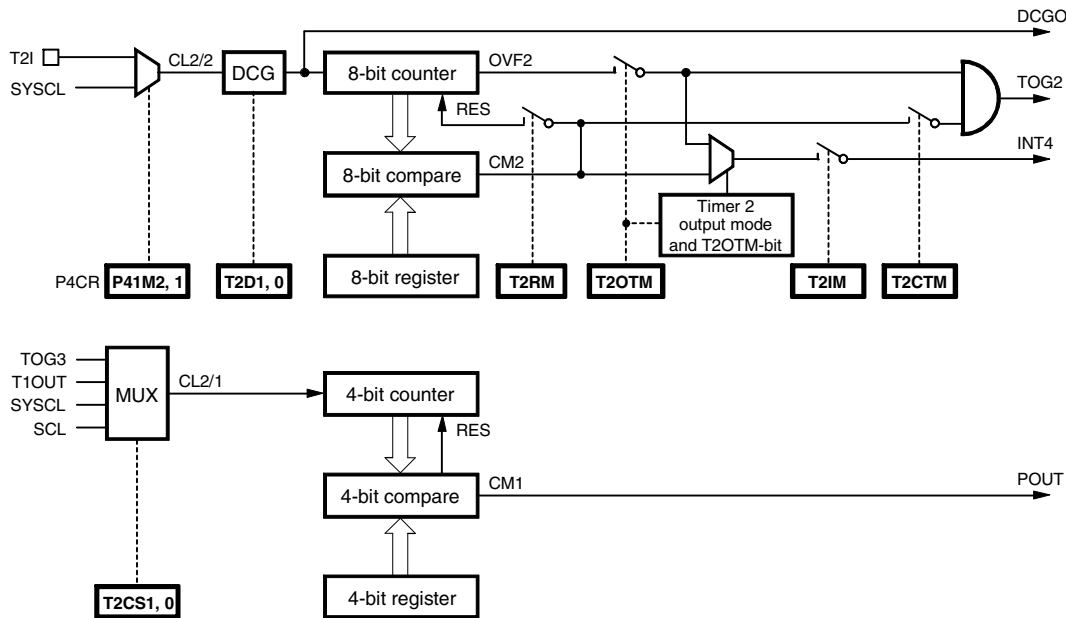 DCGO
T2I
CL2/2
DCG
8-bit counter
OVF2
SYSCL
TOG2
RES
INT4
8-bit compare
CM2
Timer 2
output mode
and T2OTM-bit
P4CR
P41M2, 1
T2D1, 0
8-bit register
T2RM
T2OTM
T2IM
T2CTM
TOG3
T1OUT
SYSCL
SCL
MUX
CL2/1
4-bit counter
RES
4-bit compare
CM1
POUT
T2CS1, 0
4-bit register